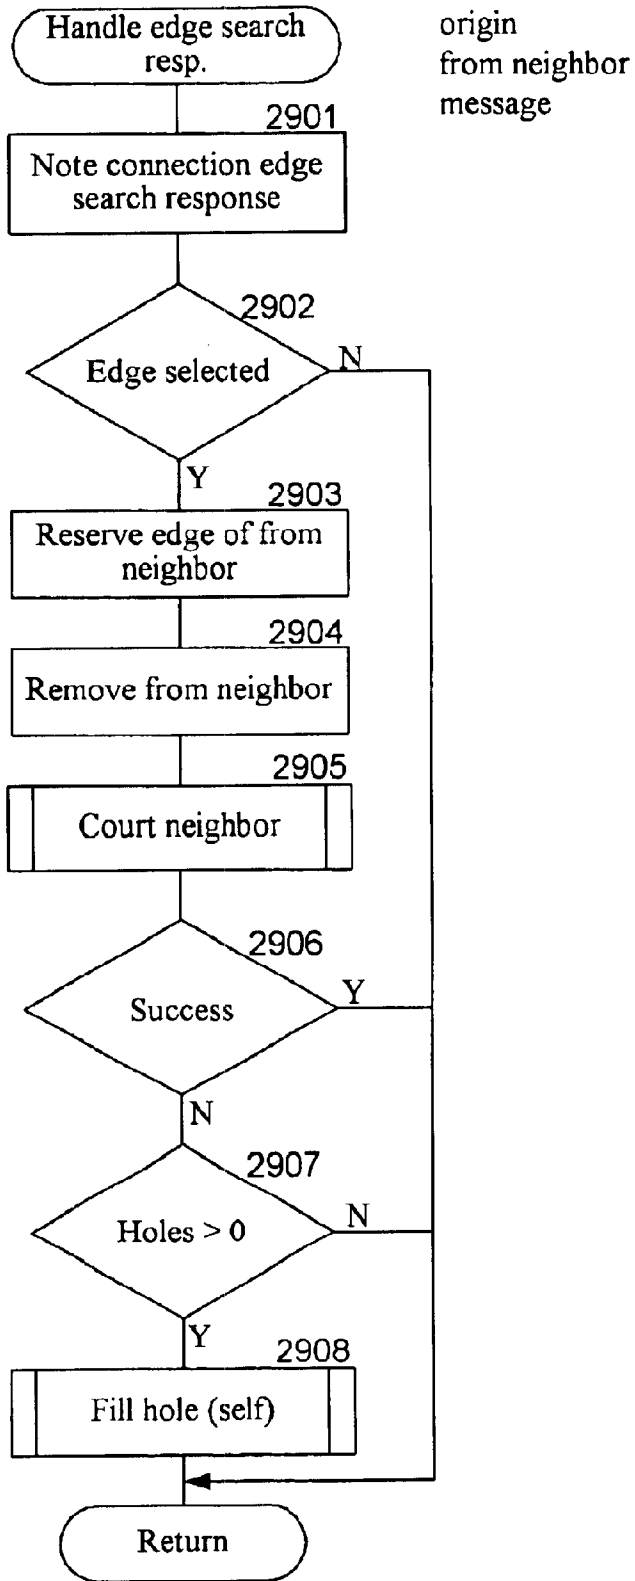 Handle edge search
resp.
origin
from neighbor
message
2901
Note connection edge
search response
2902
Edge selected
N
Y
2903
Reserve edge of from
neighbor
2904
Remove from neighbor
2905
Court neighbor
2906
Success
Y
N
2907
Holes > 0
N
Y
2908
Fill hole (self)
Return